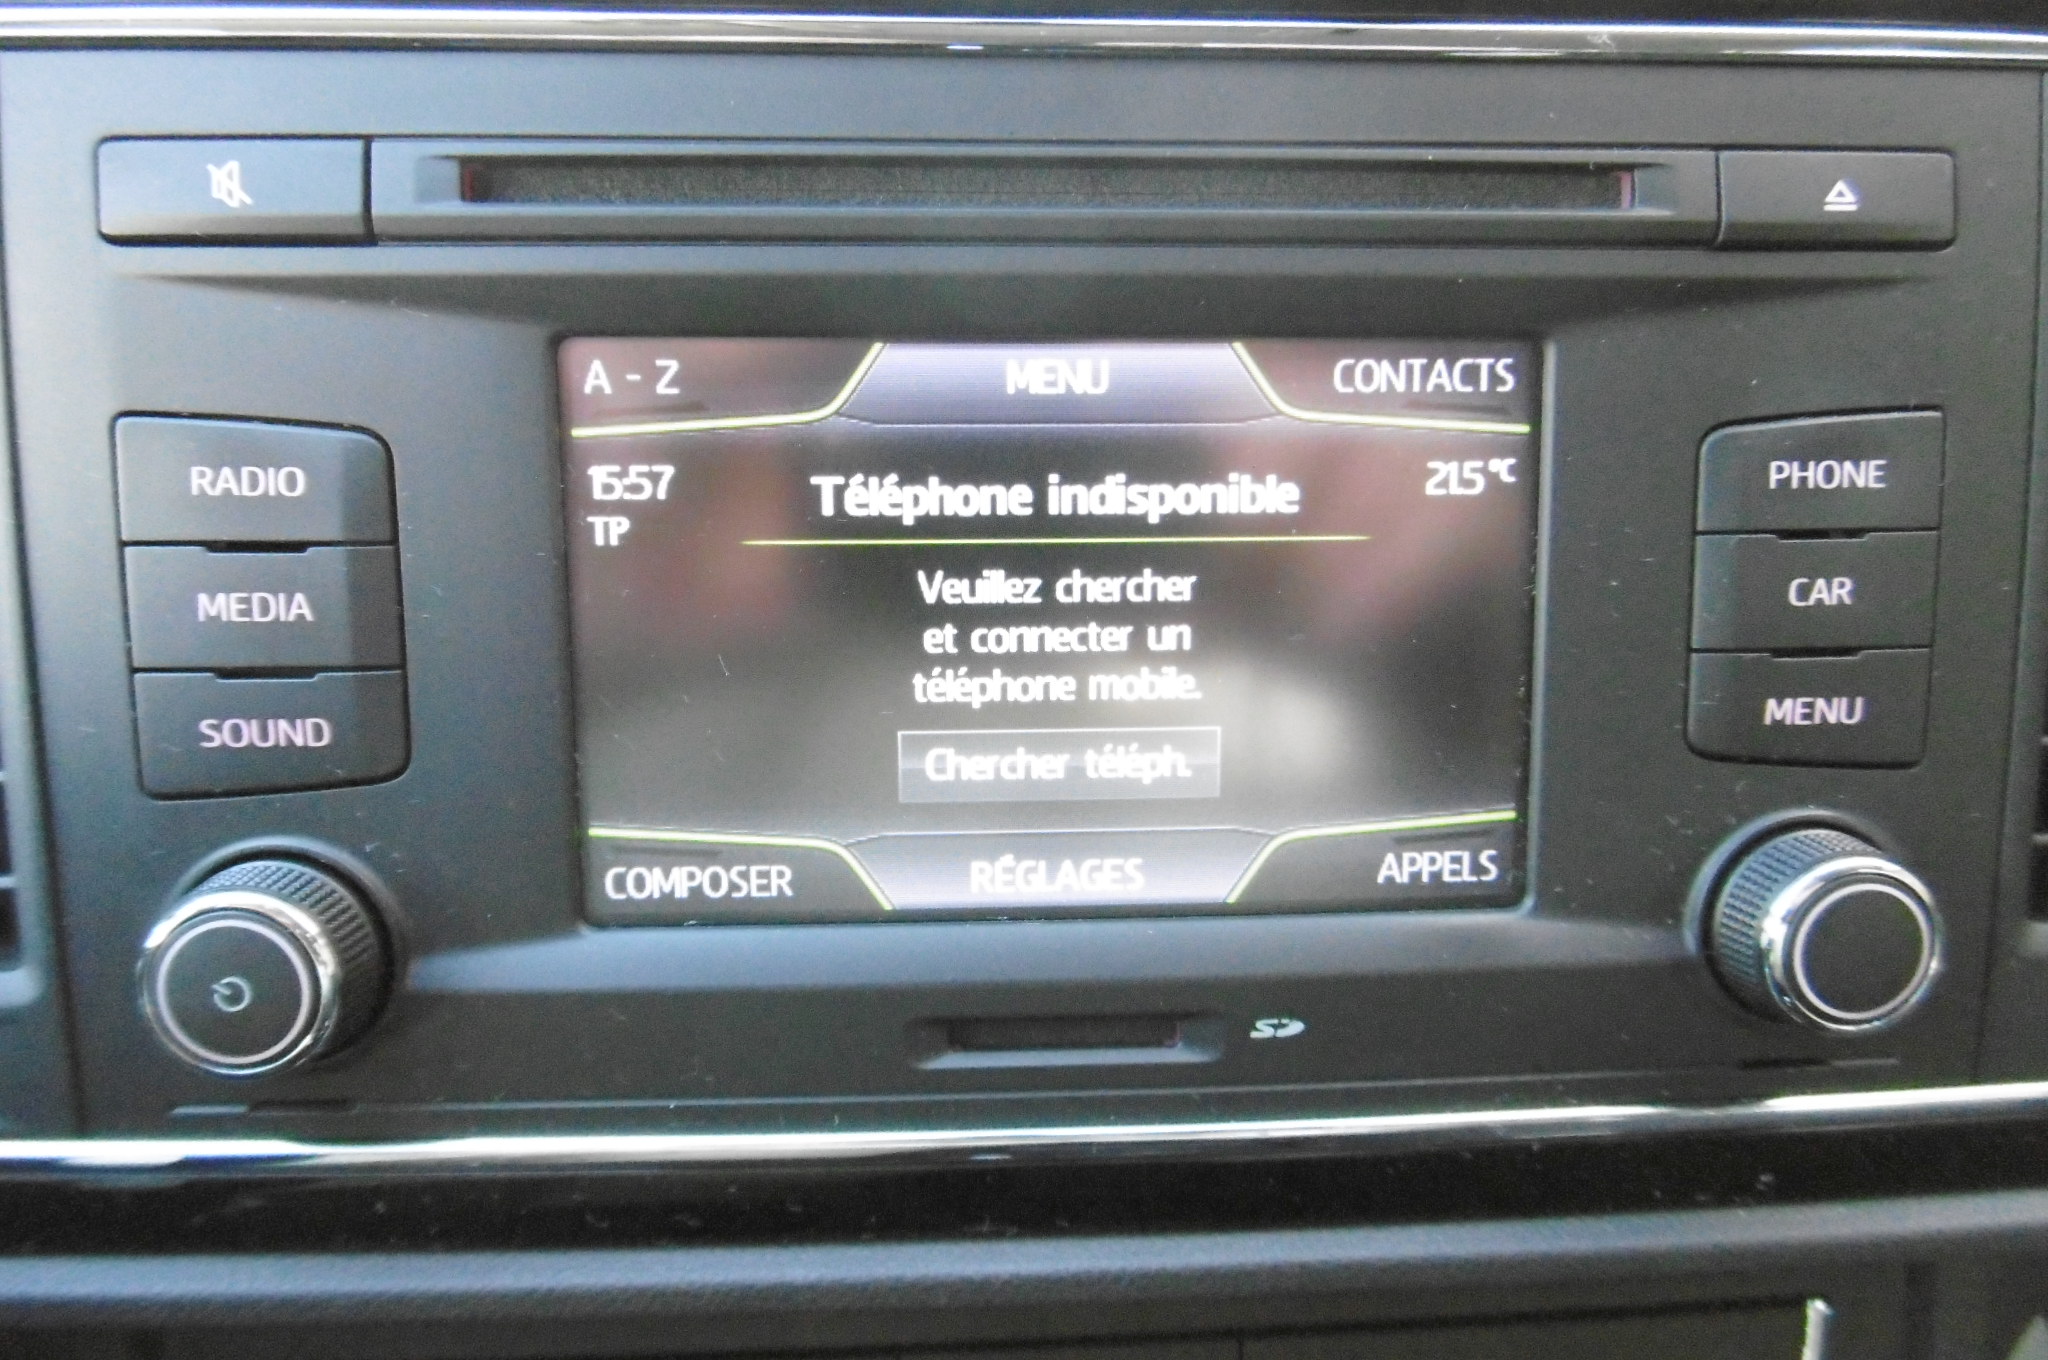 A - Z
MENU
CONTACTS
15:57
TP
Téléphone indisponible
21.5 °C
Veuillez chercher
et connecter un
téléphone mobile.
Chercher téléph.
COMPOSER
RÉGLAGES
APPELS
RADIO
MEDIA
SOUND
PHONE
CAR
MENU
SD